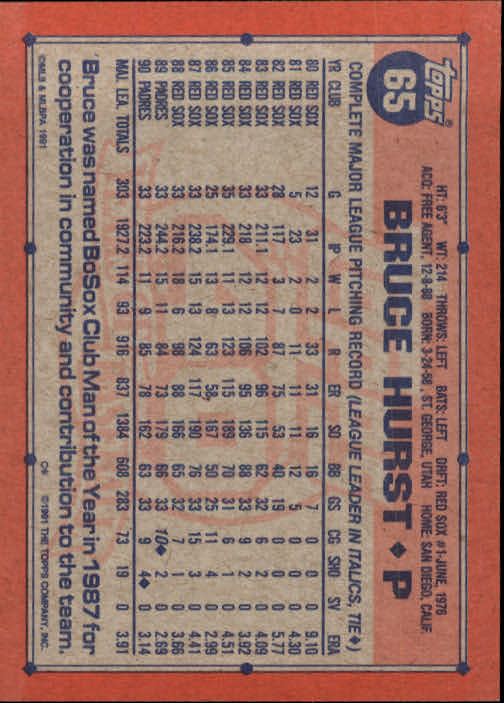 TOPPS®
65
HT: 6'3" WT: 214 THROWS: LEFT BATS: LEFT DRFT: RED SOX #1-JUNE, 1976
ACQ: FREE AGENT, 12-8-88 BORN: 3-24-58, ST. GEORGE, UTAH HOME: SAN DIEGO, CALIF.
BRUCE HURST ♦ P
COMPLETE MAJOR LEAGUE PITCHING RECORD (LEAGUE LEADER IN ITALICS, TIE ♦)
YR CLUB G IP W L R ER SO BB GS CG SHO SV ERA
80 RED SOX 12 31 2 2 33 31 16 16 7 0 0 0 9.10
81 RED SOX 5 23 2 0 11 11 11 12 5 0 0 0 4.30
82 RED SOX 28 117 3 7 87 75 53 40 19 0 0 0 5.77
83 RED SOX 33 211.1 12 12 102 96 115 62 32 6 2 0 4.09
84 RED SOX 33 218 12 12 106 95 136 88 33 9 2 0 3.92
85 RED SOX 35 229.1 11 13 123 115 189 70 31 6 1 0 4.51
86 RED SOX 25 174.1 13 8 63 58 167 50 25 11 4 0 2.99
87 RED SOX 33 238.2 15 13 124 117 190 76 33 15 3 0 4.41
88 RED SOX 33 216.2 18 6 98 88 166 65 32 7 1 0 3.66
89 PADRES 33 244.2 15 11 84 73 179 66 33 10♦ 2 0 2.69
90 PADRES 33 223.2 11 9 85 78 162 63 33 9 4♦ 0 3.14
MAJ. LEA. TOTALS 303 1927.2 114 93 916 837 1384 608 283 73 19 0 3.91
Bruce was named BoSox Club Man of the Year in 1987 for
cooperation in community and contribution to the team.
©MLB & MLBPA 1991
©1991 THE TOPPS COMPANY, INC.